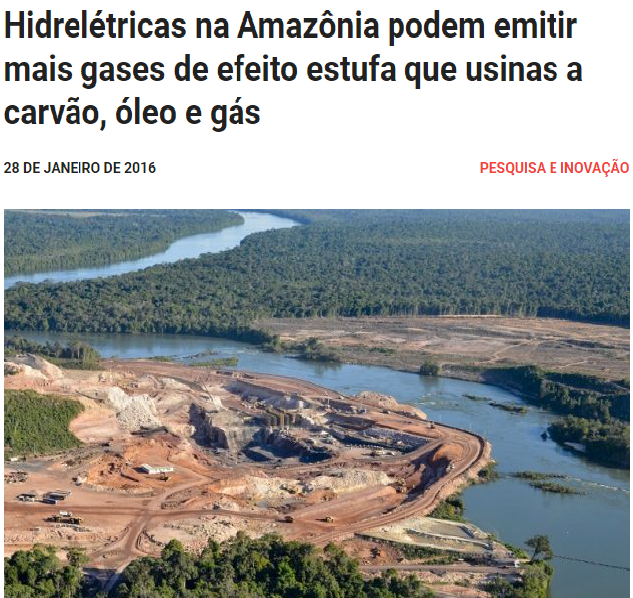 Hidrelétricas na Amazônia podem emitir
mais gases de efeito estufa que usinas a
carvão, óleo e gás
28 DE JANEIRO DE 2016
PESQUISA E INOVAÇÃO